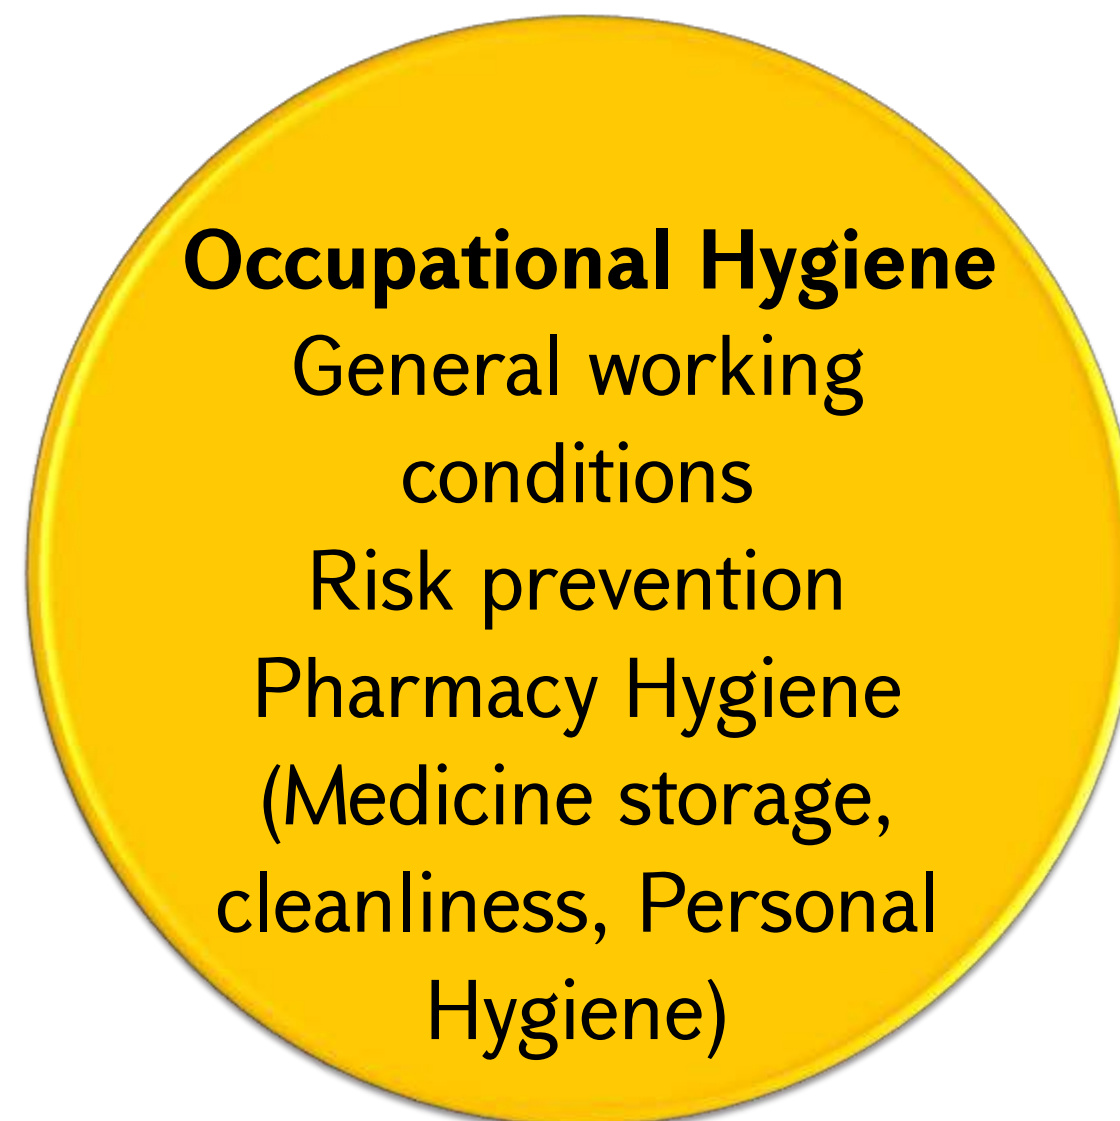 Occupational Hygiene
General working
conditions
Risk prevention
Pharmacy Hygiene
(Medicine storage,
cleanliness, Personal
Hygiene)